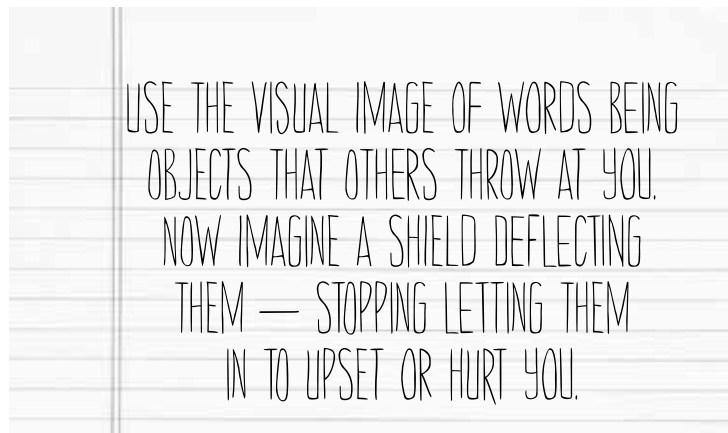 USE THE VISUAL IMAGE OF WORDS BEING
OBJECTS THAT OTHERS THROW AT YOU.
NOW IMAGINE A SHIELD DEFLECTING
THEM — STOPPING LETTING THEM
IN TO UPSET OR HURT YOU.